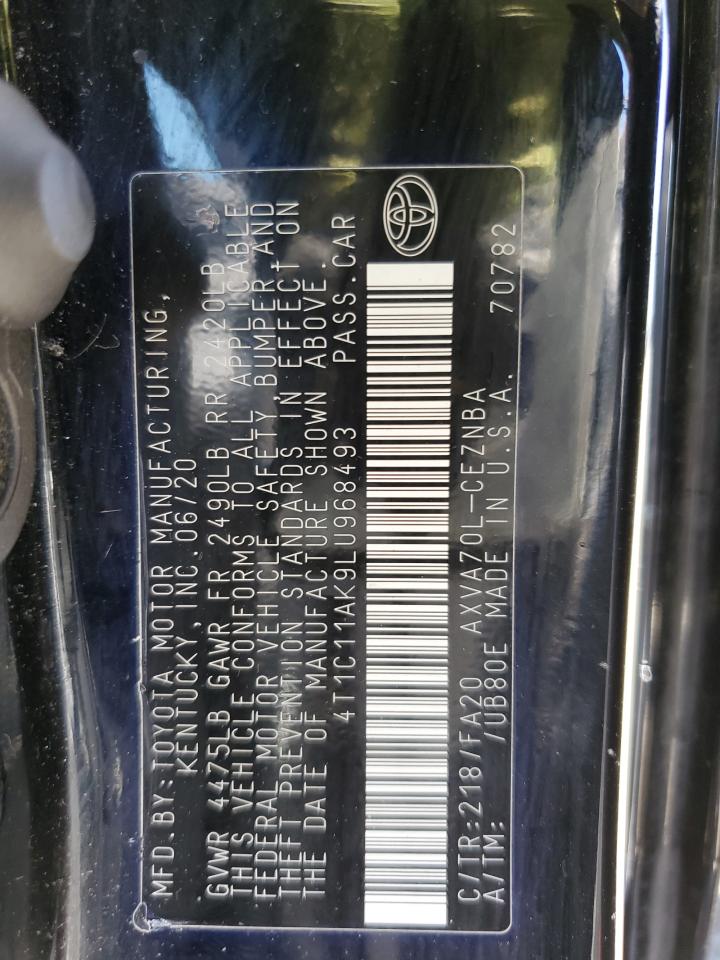 MFD.BY:TOYOTA MOTOR MANUFACTURING,
KENTUCKY, INC. 06/20
GVWR 4475LB GAWR FR 2490LB RR 2420LB
THIS VEHICLE CONFORMS TO ALL APPLICABLE
FEDERAL MOTOR VEHICLE SAFETY, BUMPER AND
THEFT PREVENTION STANDARDS IN EFFECT ON
THE DATE OF MANUFACTURE SHOWN ABOVE.
4T1C11AK9LU968493 PASS.CAR
C/TR:218/FA20 AXVA70L-CEZNBA
A/TM: /UB80E MADE IN U.S.A. 70782